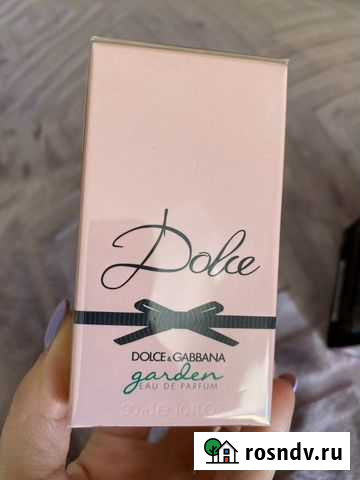 Dolce
DOLCE & GABBANA
garden
EAU DE PARFUM
rosndv.ru